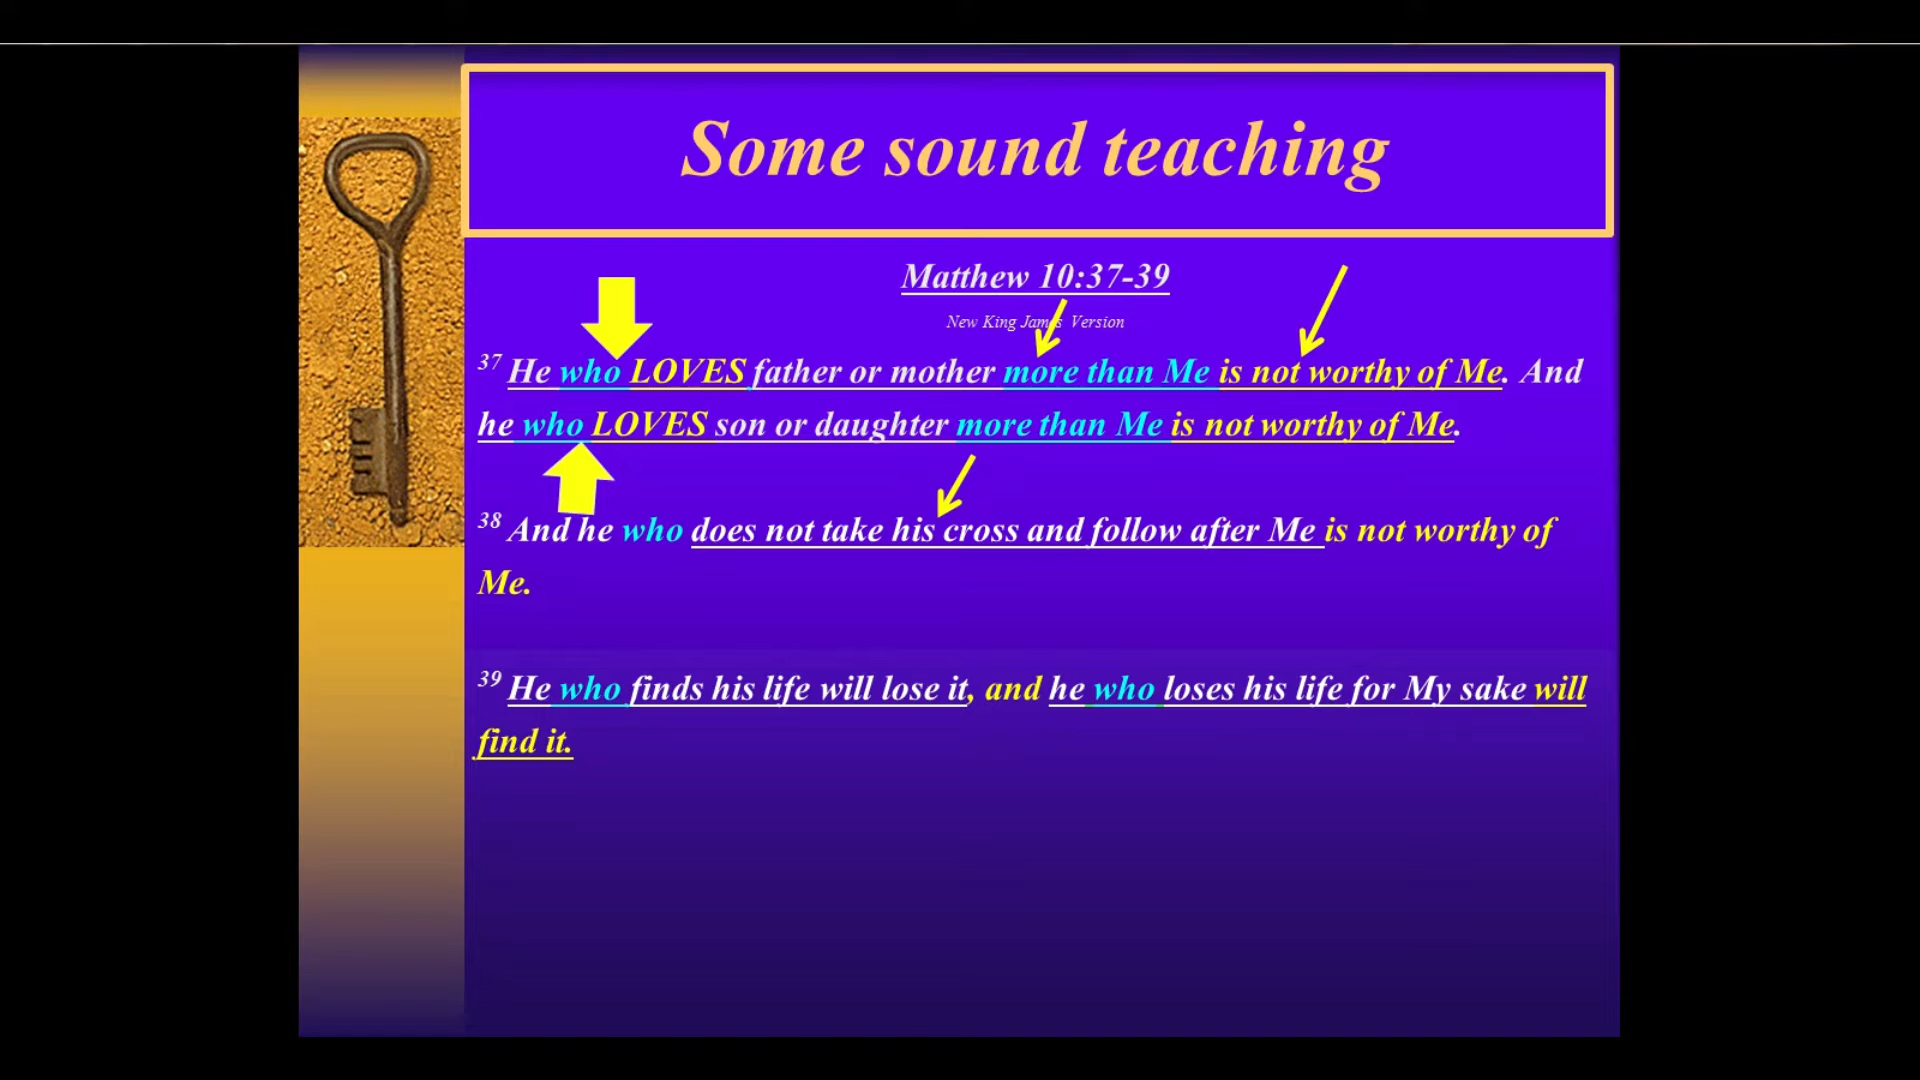 Some sound teaching
Matthew 10:37-39
New King James Version
37 He who LOVES father or mother more than Me is not worthy of Me. And
he who LOVES son or daughter more than Me is not worthy of Me.
38 And he who does not take his cross and follow after Me is not worthy of
Me.
39 He who finds his life will lose it, and he who loses his life for My sake will
find it.